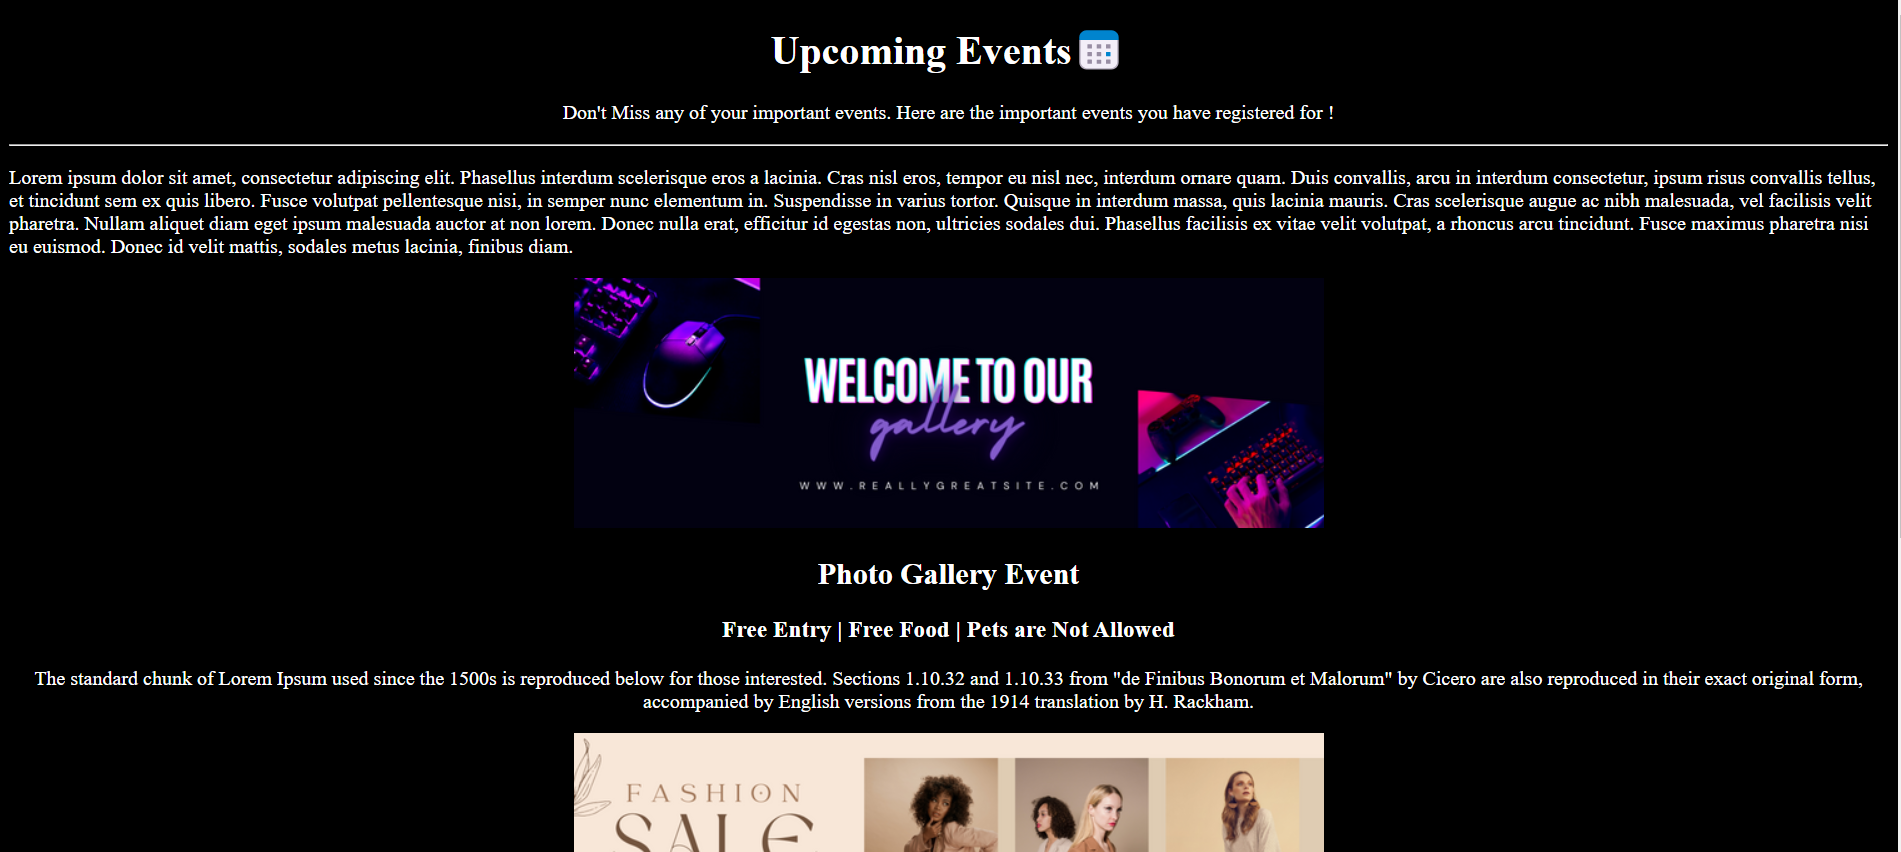 Upcoming Events
Don't Miss any of your important events. Here are the important events you have registered for !
Lorem ipsum dolor sit amet, consectetur adipiscing elit. Phasellus interdum scelerisque eros a lacinia. Cras nisl eros, tempor eu nisl nec, interdum ornare quam. Duis convallis, arcu in interdum consectetur, ipsum risus convallis tellus,
et tincidunt sem ex quis libero. Fusce volutpat pellentesque nisi, in semper nunc elementum in. Suspendisse in varius tortor. Quisque in interdum massa, quis lacinia mauris. Cras scelerisque augue ac nibh malesuada, vel facilisis velit
pharetra. Nullam aliquet diam eget ipsum malesuada auctor at non lorem. Donec nulla erat, efficitur id egestas non, ultricies sodales dui. Phasellus facilisis ex vitae velit volutpat, a rhoncus arcu tincidunt. Fusce maximus pharetra nisi
eu euismod. Donec id velit mattis, sodales metus lacinia, finibus diam.
WELCOME TO OUR
gallery
WWW.REALLYGREATSITE.COM
Photo Gallery Event
Free Entry | Free Food | Pets are Not Allowed
The standard chunk of Lorem Ipsum used since the 1500s is reproduced below for those interested. Sections 1.10.32 and 1.10.33 from "de Finibus Bonorum et Malorum" by Cicero are also reproduced in their exact original form,
accompanied by English versions from the 1914 translation by H. Rackham.
FASHION
SALE